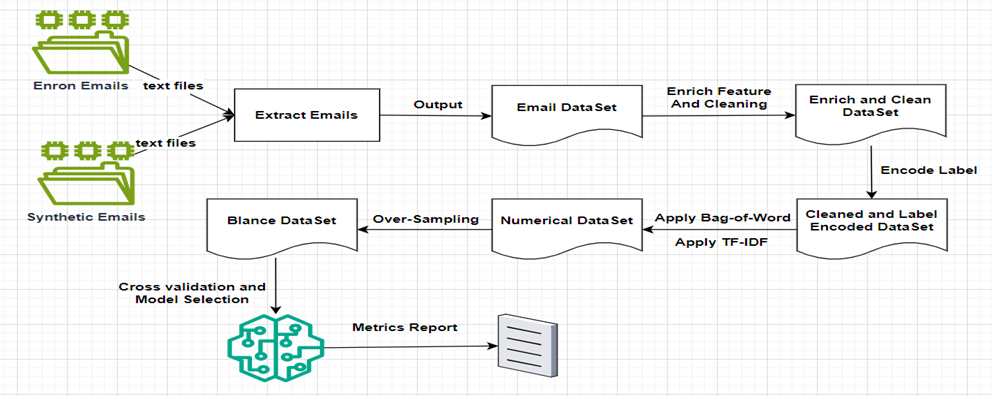 Enron Emails
text files
text files
Synthetic Emails
Extract Emails
Output
Email DataSet
Enrich Feature
And Cleaning
Enrich and Clean
DataSet
Encode Label
Cleaned and Label
Encoded DataSet
Apply Bag-of-Word
Apply TF-IDF
Numerical DataSet
Over-Sampling
Blance DataSet
Cross validation and
Model Selection
Metrics Report